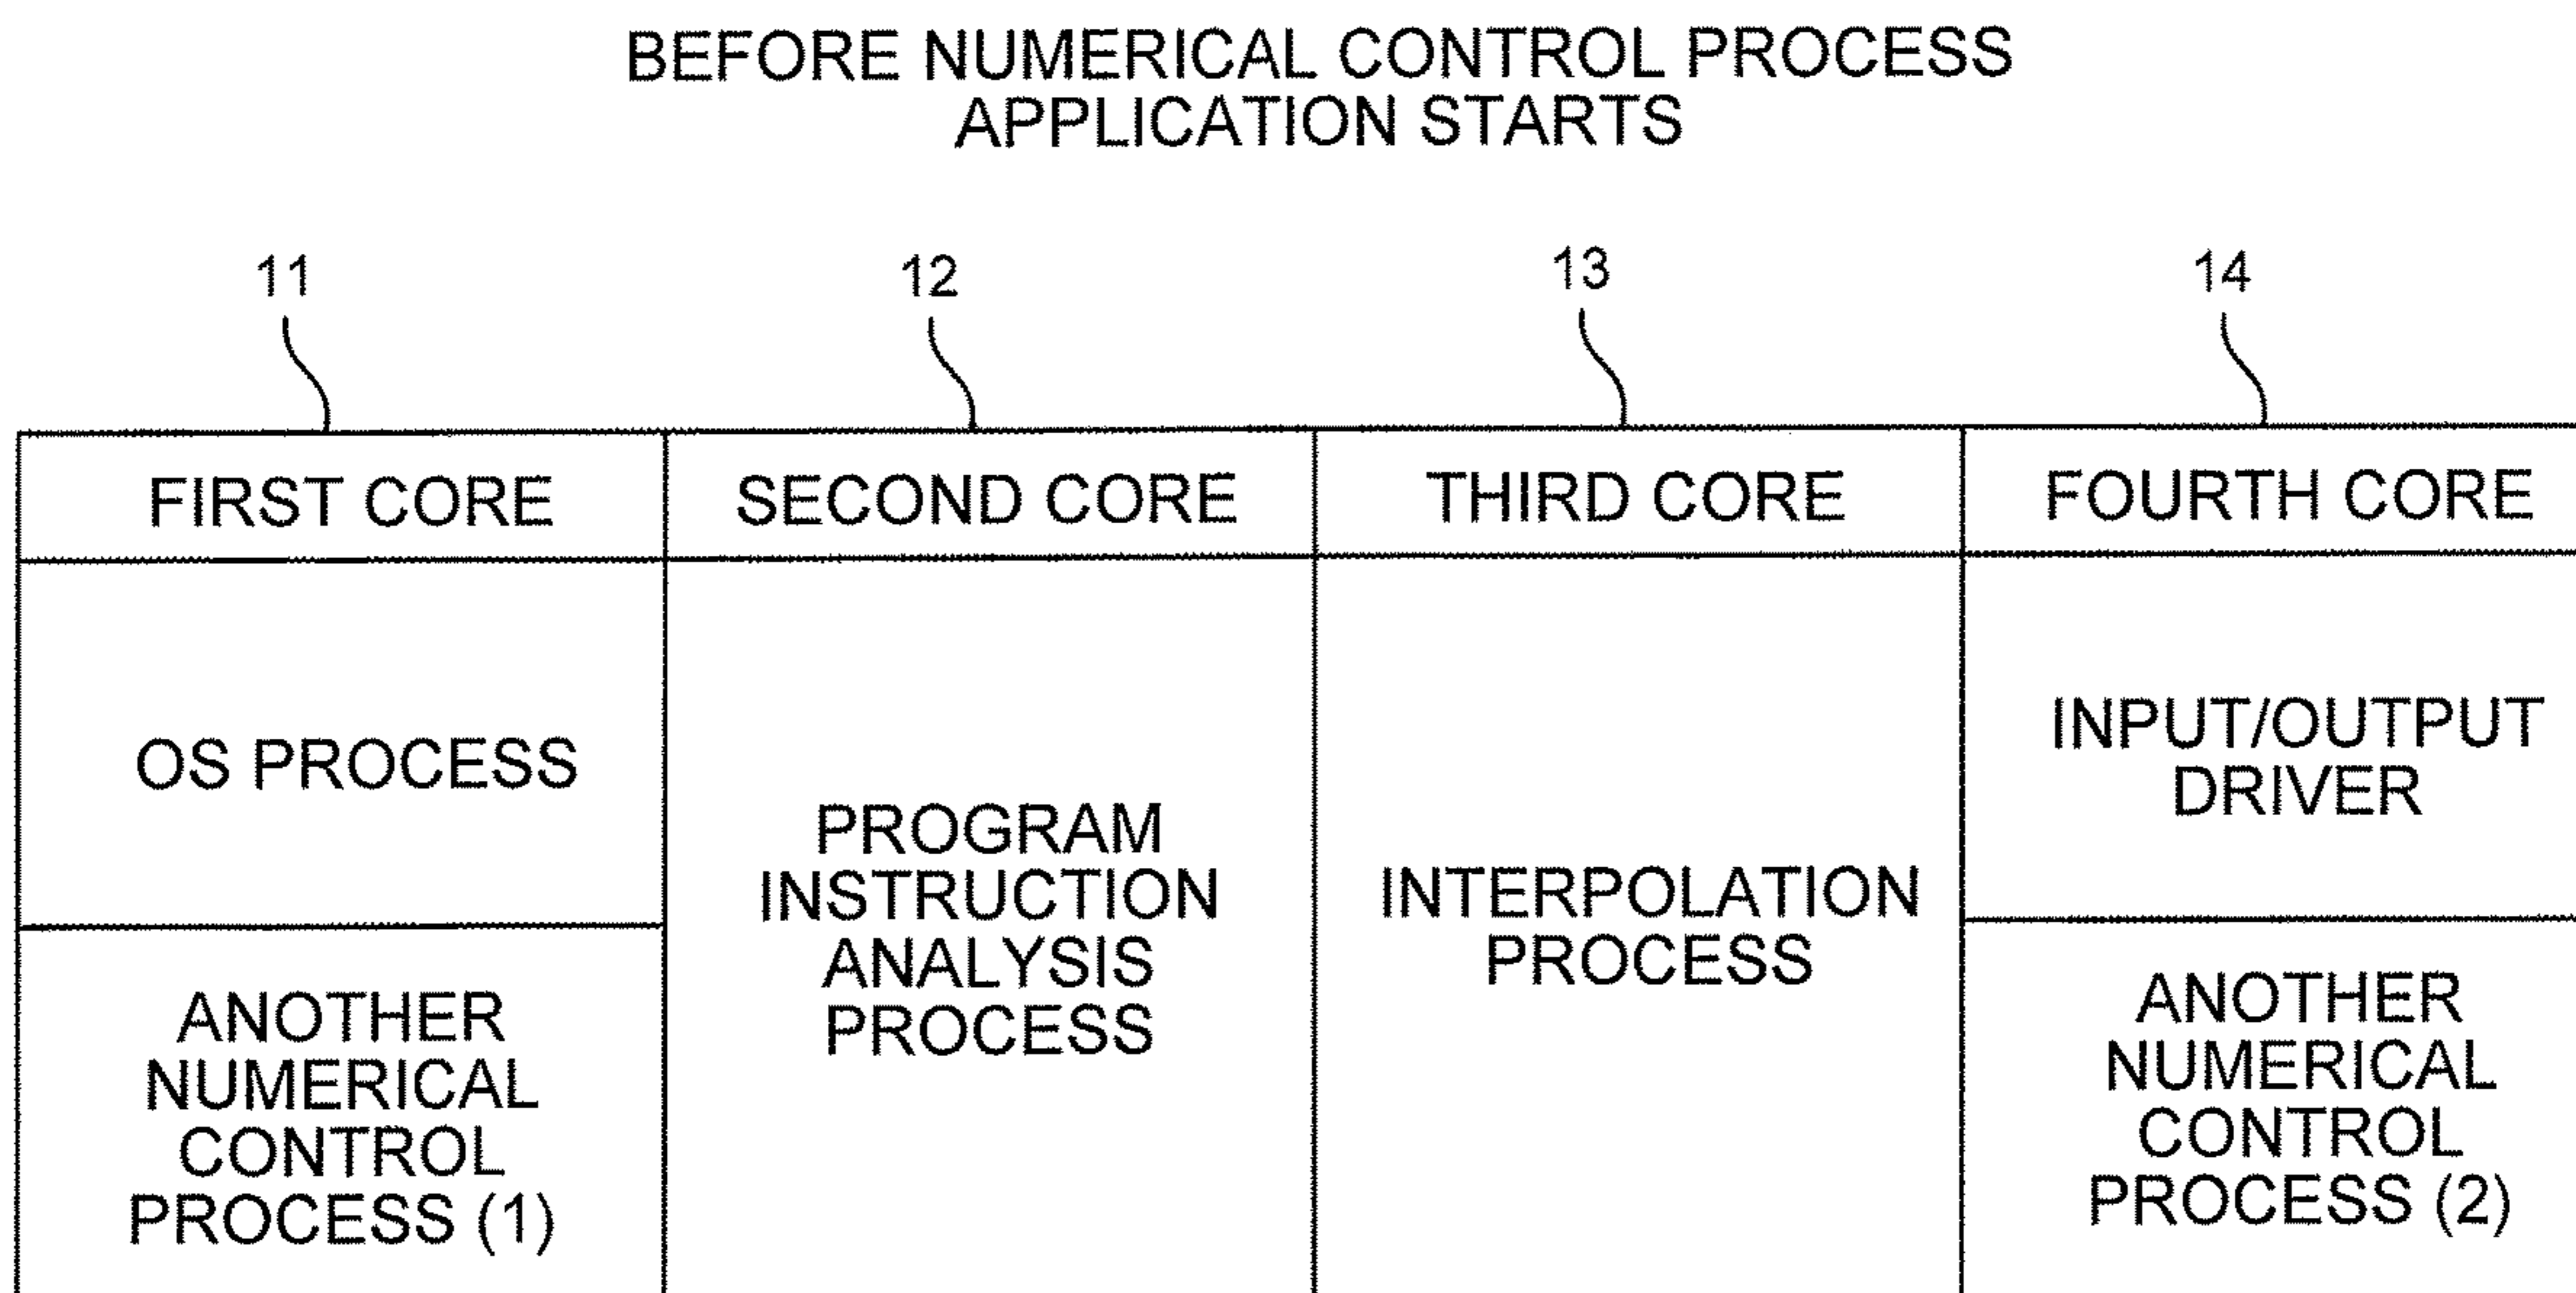 BEFORE NUMERICAL CONTROL PROCESS
APPLICATION STARTS
11
12
13
14
FIRST CORE
SECOND CORE
THIRD CORE
FOURTH CORE
OS PROCESS
ANOTHER
NUMERICAL
CONTROL
PROCESS (1)
PROGRAM
INSTRUCTION
ANALYSIS
PROCESS
INTERPOLATION
PROCESS
INPUT/OUTPUT
DRIVER
ANOTHER
NUMERICAL
CONTROL
PROCESS (2)